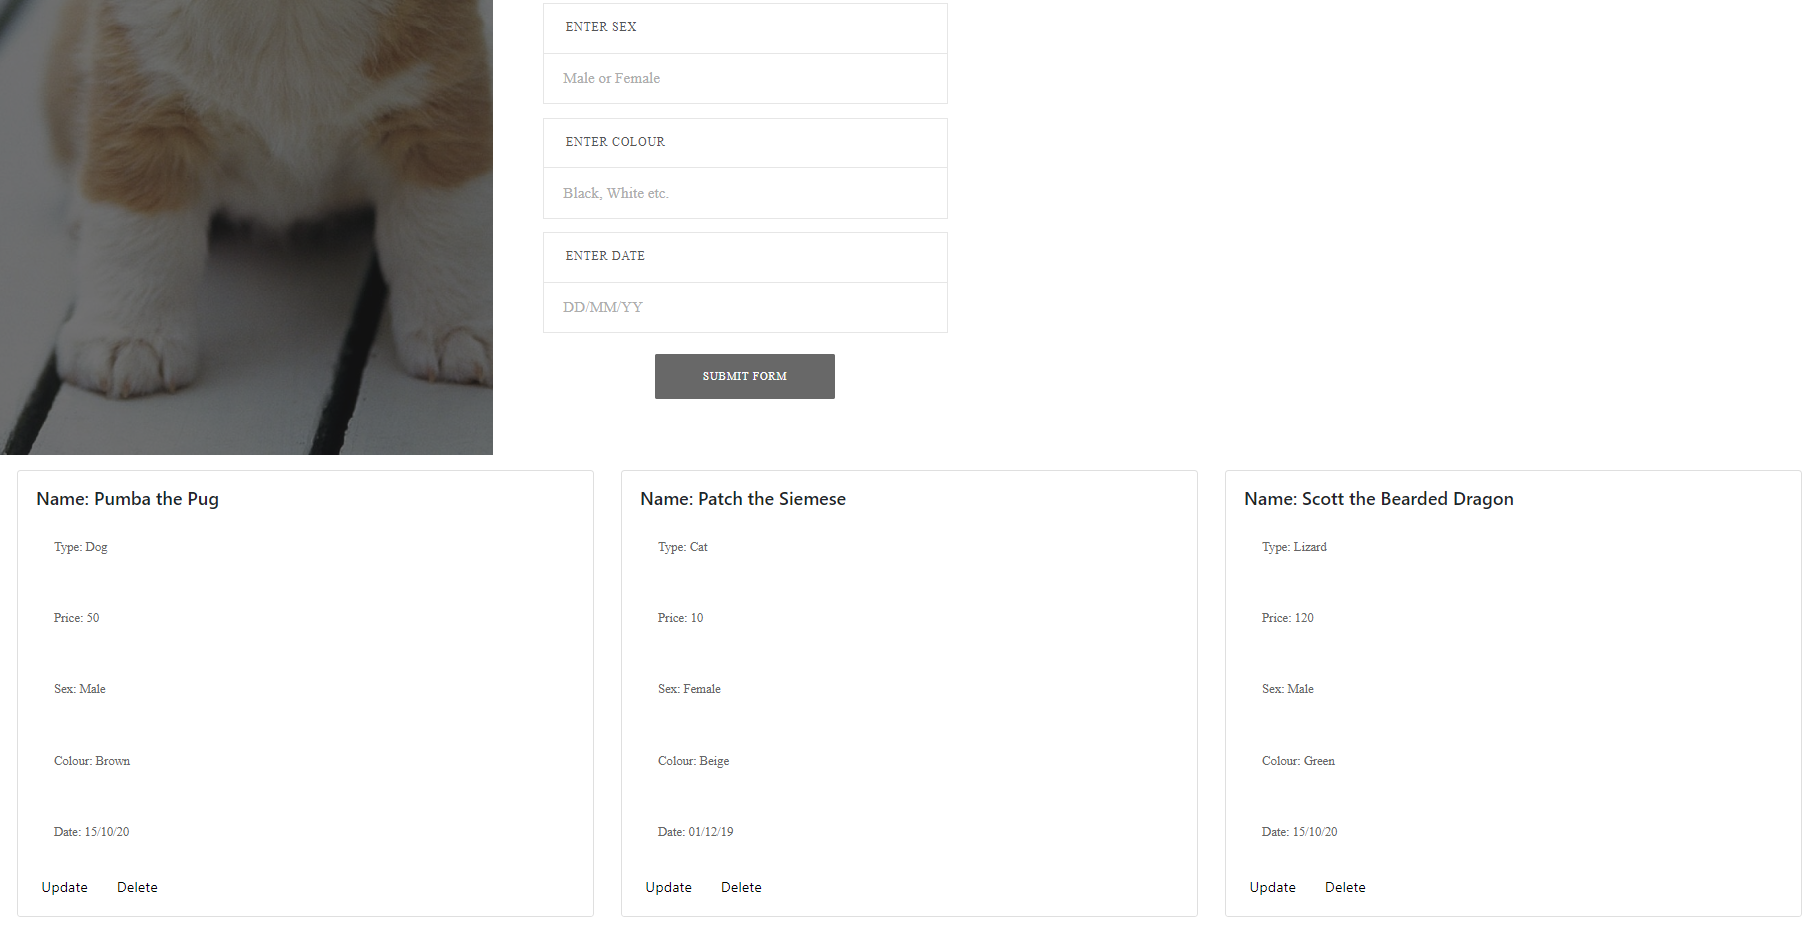 ENTER SEX
Male or Female
ENTER COLOUR
Black, White etc.
ENTER DATE
DD/MM/YY
SUBMIT FORM
Name: Pumba the Pug
Type: Dog
Price: 50
Sex: Male
Colour: Brown
Date: 15/10/20
Update Delete
Name: Patch the Siemese
Type: Cat
Price: 10
Sex: Female
Colour: Beige
Date: 01/12/19
Update Delete
Name: Scott the Bearded Dragon
Type: Lizard
Price: 120
Sex: Male
Colour: Green
Date: 15/10/20
Update Delete